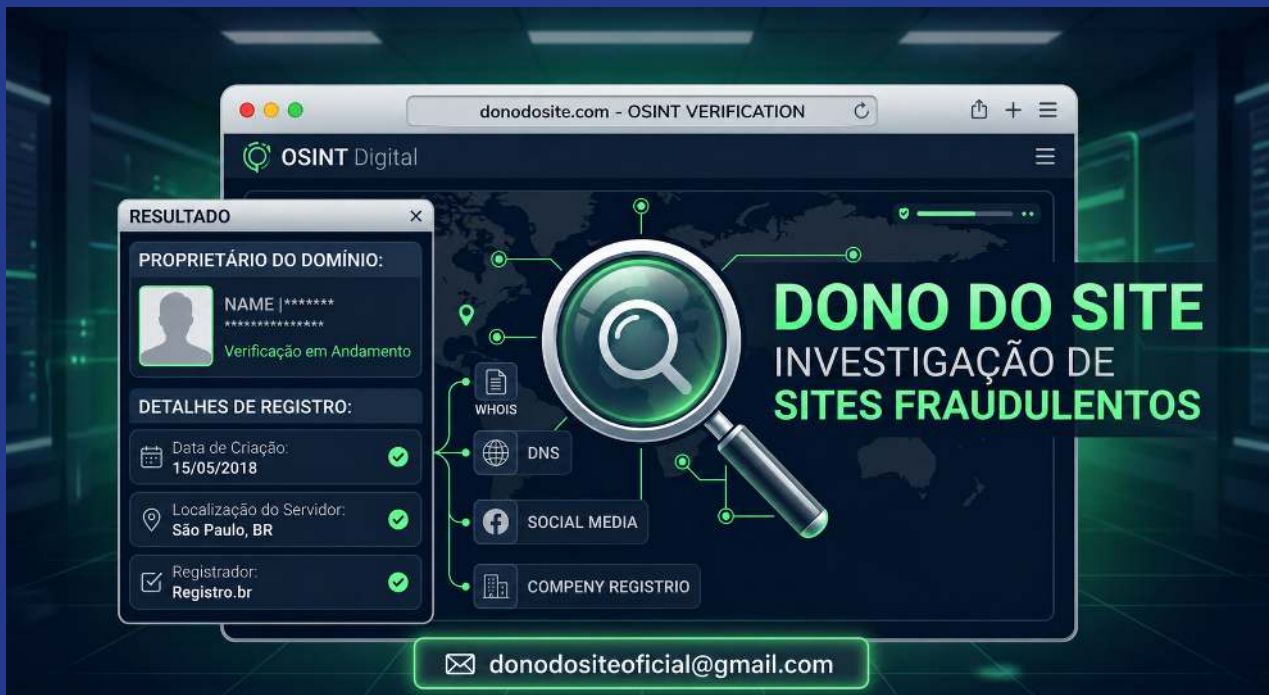 donodosite.com - OSINT VERIFICATION
OSINT Digital
RESULTADO
PROPRIETÁRIO DO DOMÍNIO:
NAME |*******
***************
Verificação em Andamento
DETALHES DE REGISTRO:
Data de Criação:
15/05/2018
Localização do Servidor:
São Paulo, BR
Registrador:
Registro.br
WHOIS
DNS
SOCIAL MEDIA
COMPENY REGISTRIO
DONO DO SITE
INVESTIGAÇÃO DE
SITES FRAUDULENTOS
donodositeoficial@gmail.com